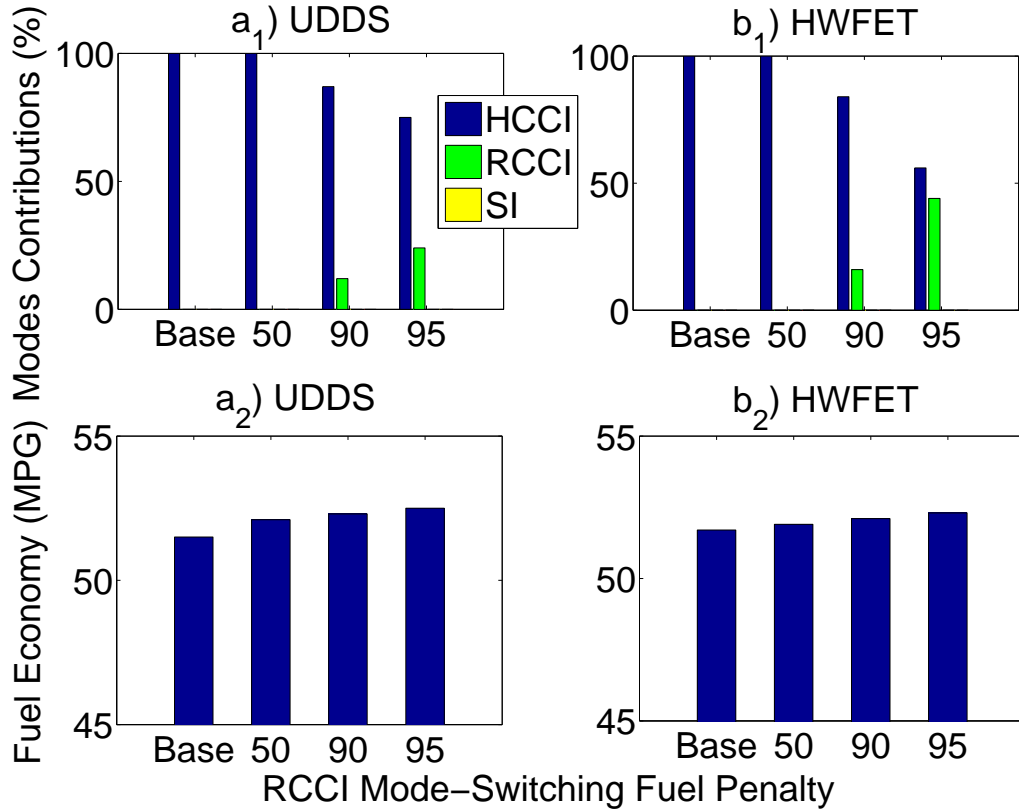 a1) UDDS
b1) HWFET
Modes Contributions (%)
100
50
0
Base 50 90 95
100
50
0
Base 50 90 95
HCCI
RCCI
SI
a2) UDDS
b2) HWFET
Fuel Economy (MPG)
55
50
45
Base 50 90 95
55
50
45
Base 50 90 95
RCCI Mode−Switching Fuel Penalty